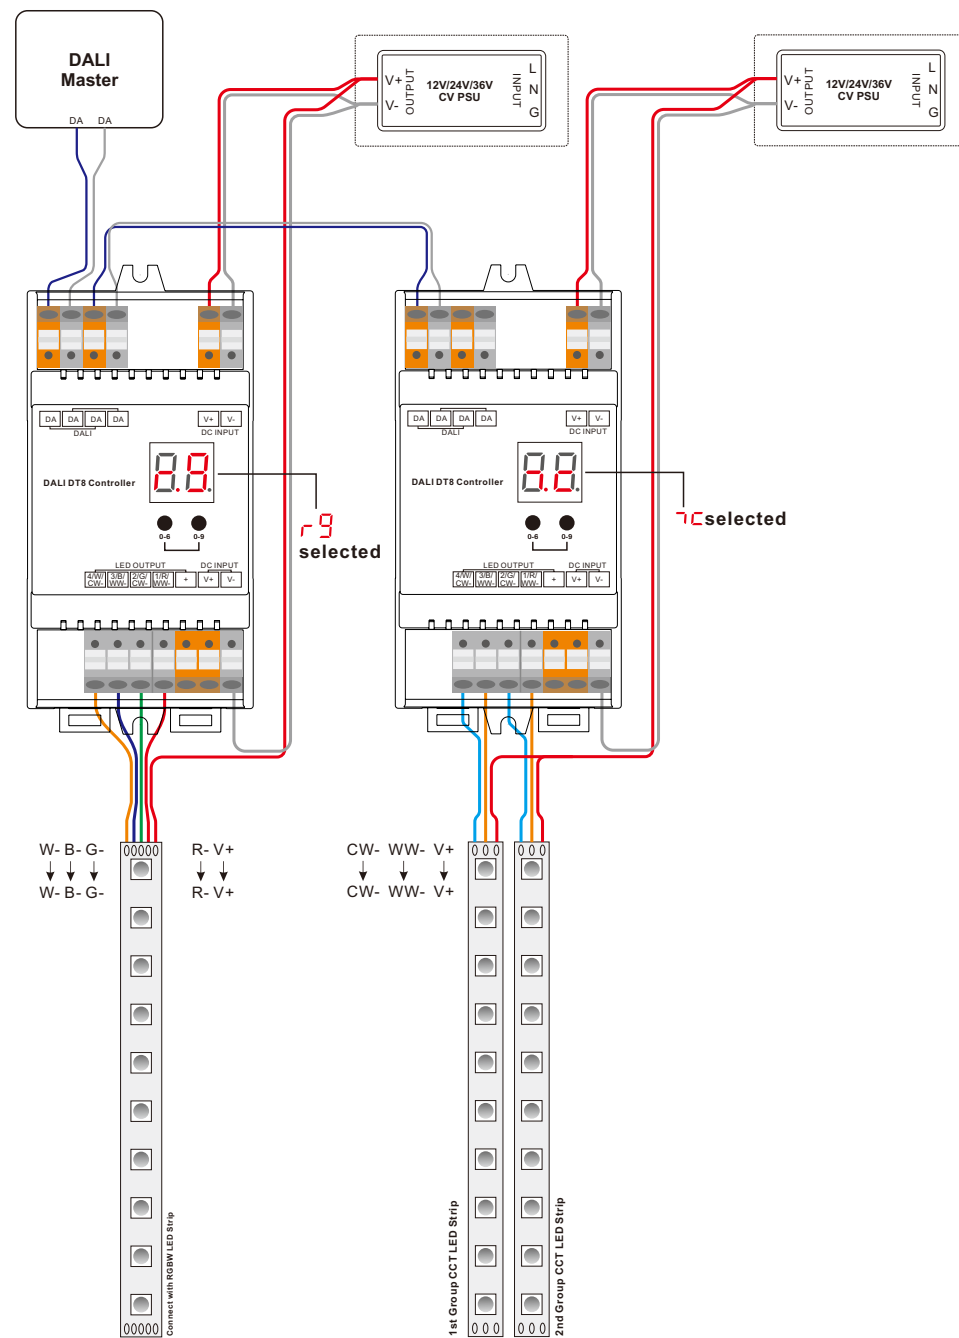 DALI
Master
DA DA
V+
V-
OUTPUT
12V/24V/36V
CV PSU
INPUT
L
N
G
V+
V-
OUTPUT
12V/24V/36V
CV PSU
INPUT
L
N
G
DA DA DA DA
DALI
V+ V-
DC INPUT
DALI DT8 Controller
0-6 0-9
rg
selected
LED OUTPUT DC INPUT
4/W/CW- 3/B/WW- 2/G/CW- 1/R/WW- + V+ V-
DA DA DA DA
DALI
V+ V-
DC INPUT
DALI DT8 Controller
0-6 0-9
selected
LED OUTPUT DC INPUT
4/W/CW- 3/B/WW- 2/G/CW- 1/R/WW- + V+ V-
W- B- G- R- V+
W- B- G- R- V+
CW- WW- V+
CW- WW- V+
Connect with RGBW LED Strip
1st Group CCT LED Strip
2nd Group CCT LED Strip